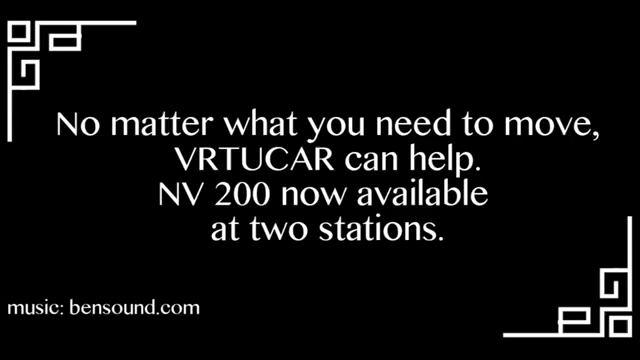 No matter what you need to move,
VRTUCAR can help.
NV 200 now available
at two stations.
music: bensound.com